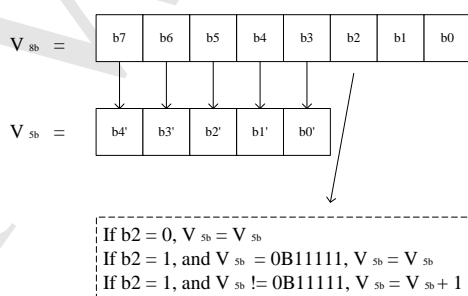 V 8b = b7 b6 b5 b4 b3 b2 b1 b0
V 5b = b4' b3' b2' b1' b0'
If b2 = 0, V 5b = V 5b
If b2 = 1, and V 5b = 0B11111, V 5b = V 5b
If b2 = 1, and V 5b != 0B11111, V 5b = V 5b + 1